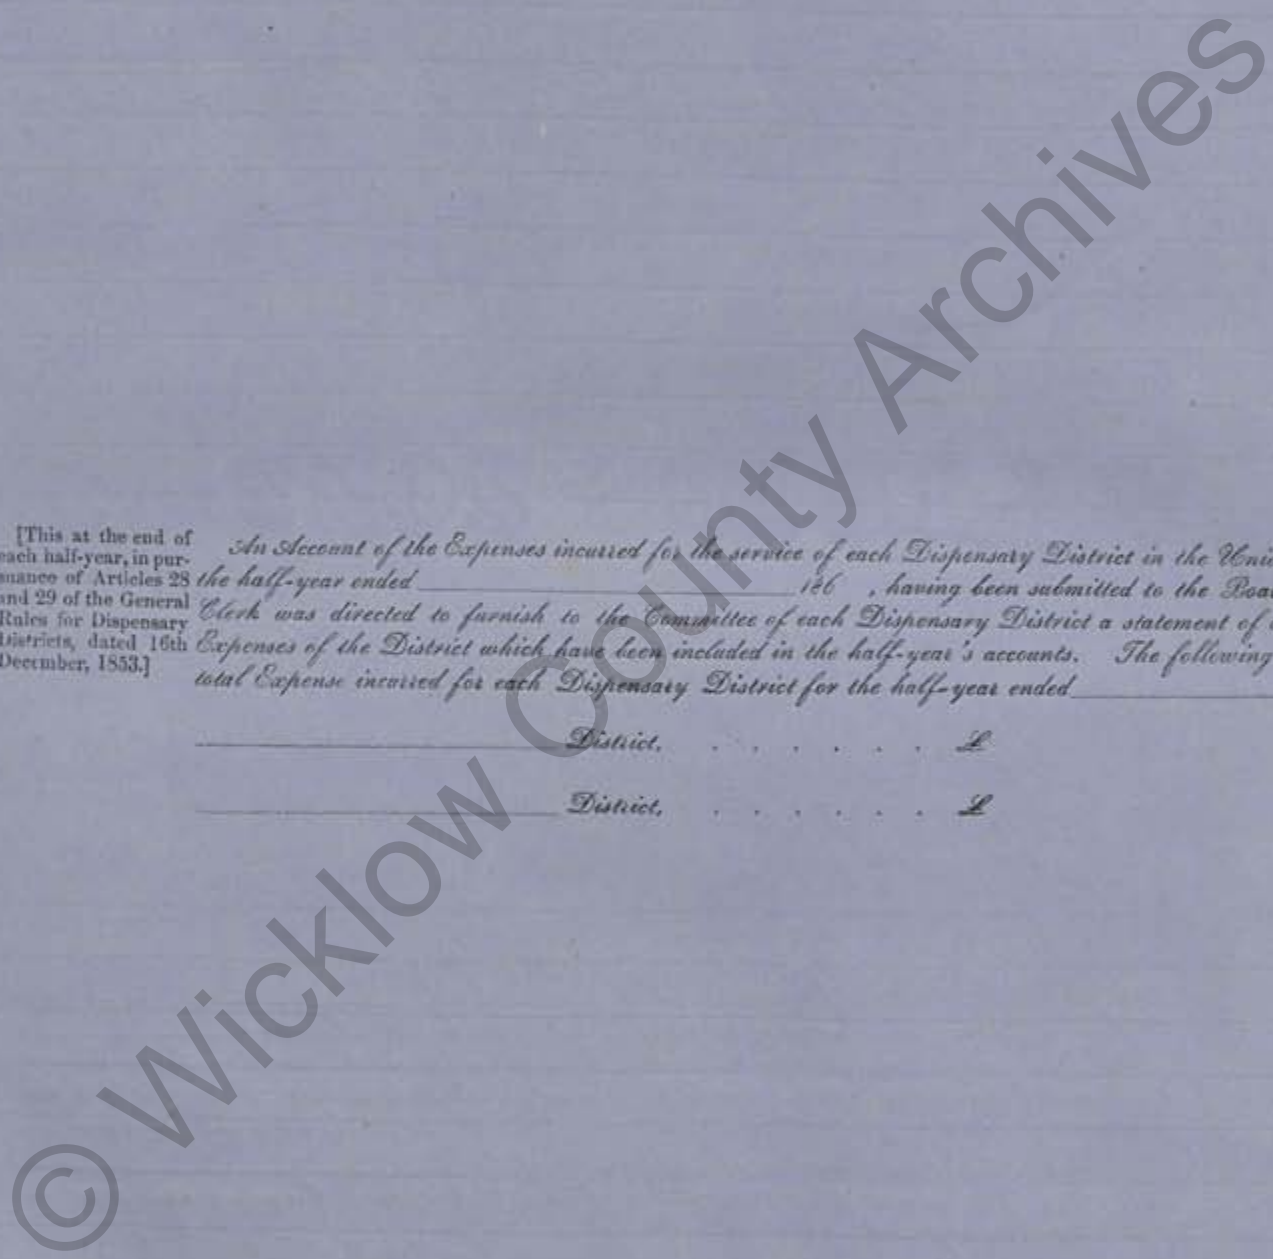 [This at the end of
each half-year, in pur-
suance of Articles 28
and 29 of the General
Rules for Dispensary
Districts, dated 16th
December, 1853.]
An Account of the Expenses incurred for the service of each Dispensary District in the
the half-year ended 186 , having been submitted to the
Clerk was directed to furnish to the Committee of each Dispensary District a statement of
Expenses of the District which have been included in the half-year's accounts. The following
total Expense incurred for each Dispensary District for the half-year ended
District. . . . . . . £
District. . . . . . . £
© Wicklow County Archives